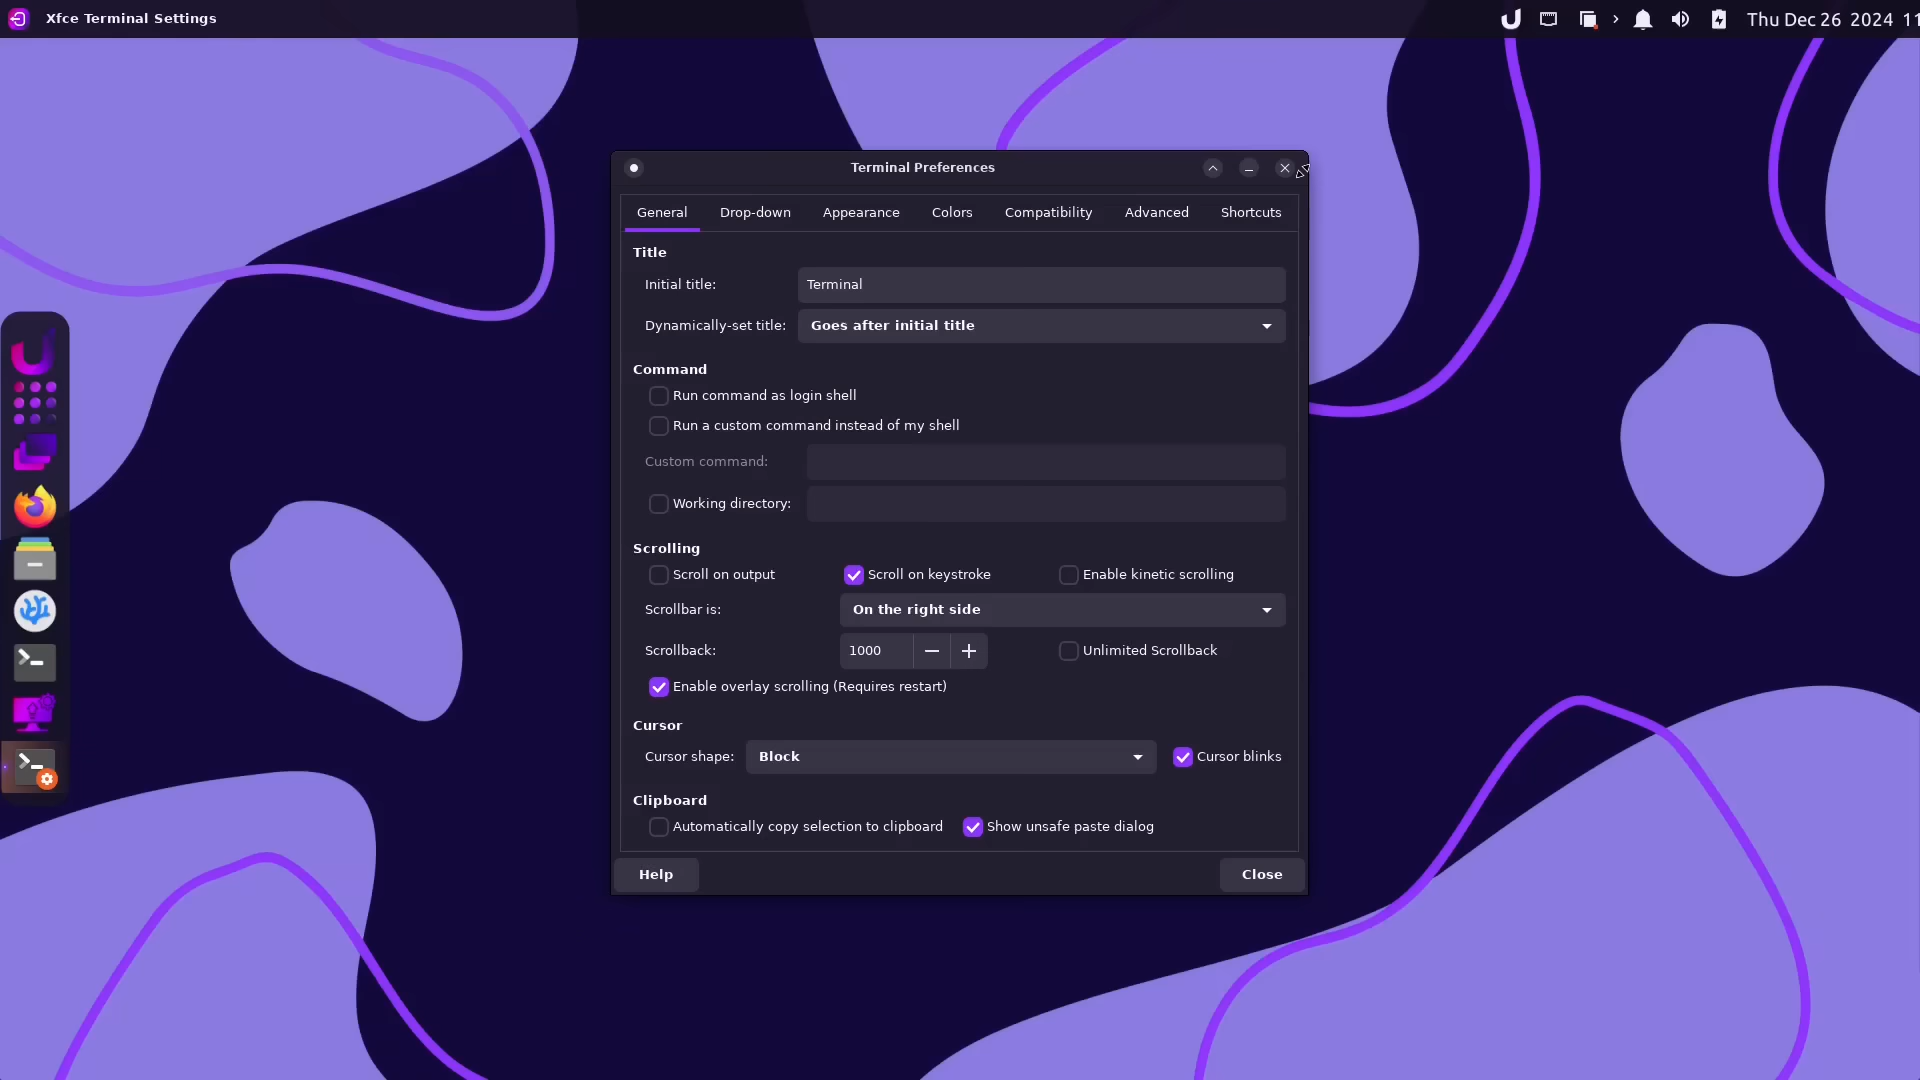 Xfce Terminal Settings
Thu Dec 26 2024 11
Terminal Preferences
General Drop-down Appearance Colors Compatibility Advanced Shortcuts
Title
Initial title: Terminal
Dynamically-set title: Goes after initial title
Command
Run command as login shell
Run a custom command instead of my shell
Custom command:
Working directory:
Scrolling
Scroll on output Scroll on keystroke Enable kinetic scrolling
Scrollbar is: On the right side
Scrollback: 1000 Unlimited Scrollback
Enable overlay scrolling (Requires restart)
Cursor
Cursor shape: Block Cursor blinks
Clipboard
Automatically copy selection to clipboard Show unsafe paste dialog
Help Close